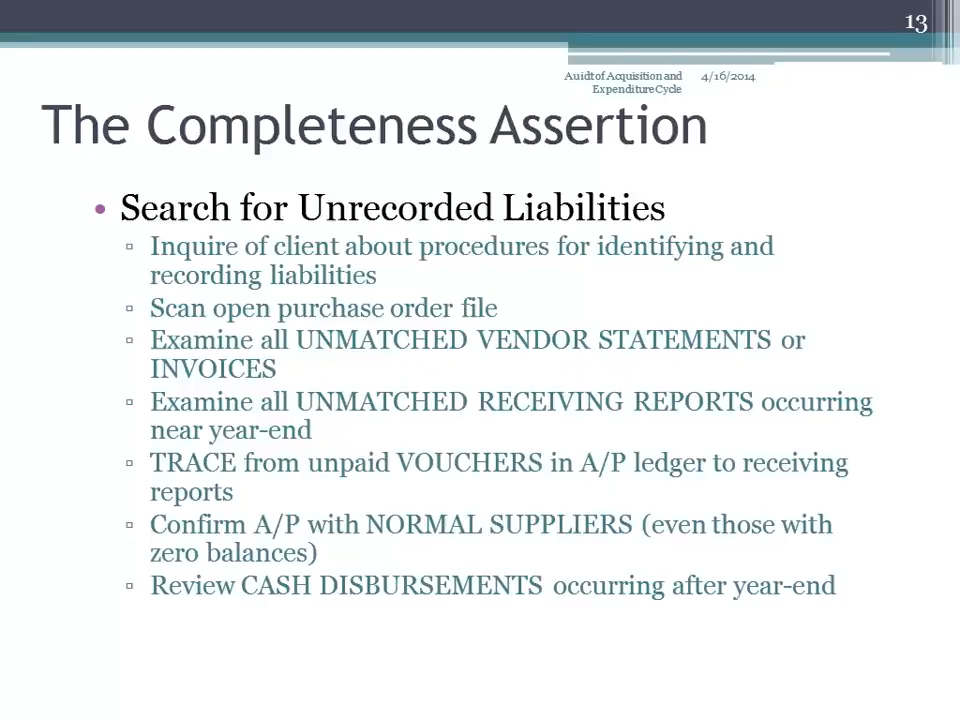 13
Auidt of Acquisition and 4/16/2014
Expenditure Cycle
The Completeness Assertion
• Search for Unrecorded Liabilities
▫ Inquire of client about procedures for identifying and
recording liabilities
▫ Scan open purchase order file
▫ Examine all UNMATCHED VENDOR STATEMENTS or
INVOICES
▫ Examine all UNMATCHED RECEIVING REPORTS occurring
near year-end
▫ TRACE from unpaid VOUCHERS in A/P ledger to receiving
reports
▫ Confirm A/P with NORMAL SUPPLIERS (even those with
zero balances)
▫ Review CASH DISBURSEMENTS occurring after year-end